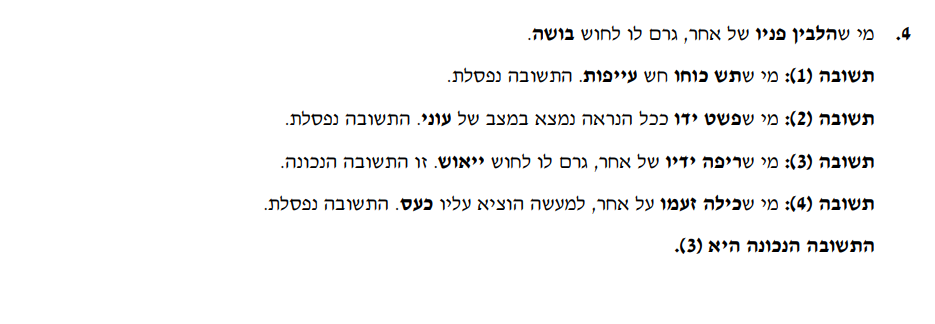 4. מי שהלבין פניו של אחר, גרם לו לחוש בושה.
תשובה (1): מי שתש כוחו חש עייפות. התשובה נפסלת.
תשובה (2): מי שפשט ידו ככל הנראה נמצא במצב של עוני. התשובה נפסלת.
תשובה (3): מי שריפה ידיו של אחר, גרם לו לחוש ייאוש. זו התשובה הנכונה.
תשובה (4): מי שכילה זעמו על אחר, למעשה הוציא עליו כעס. התשובה נפסלת.
התשובה הנכונה היא (3).